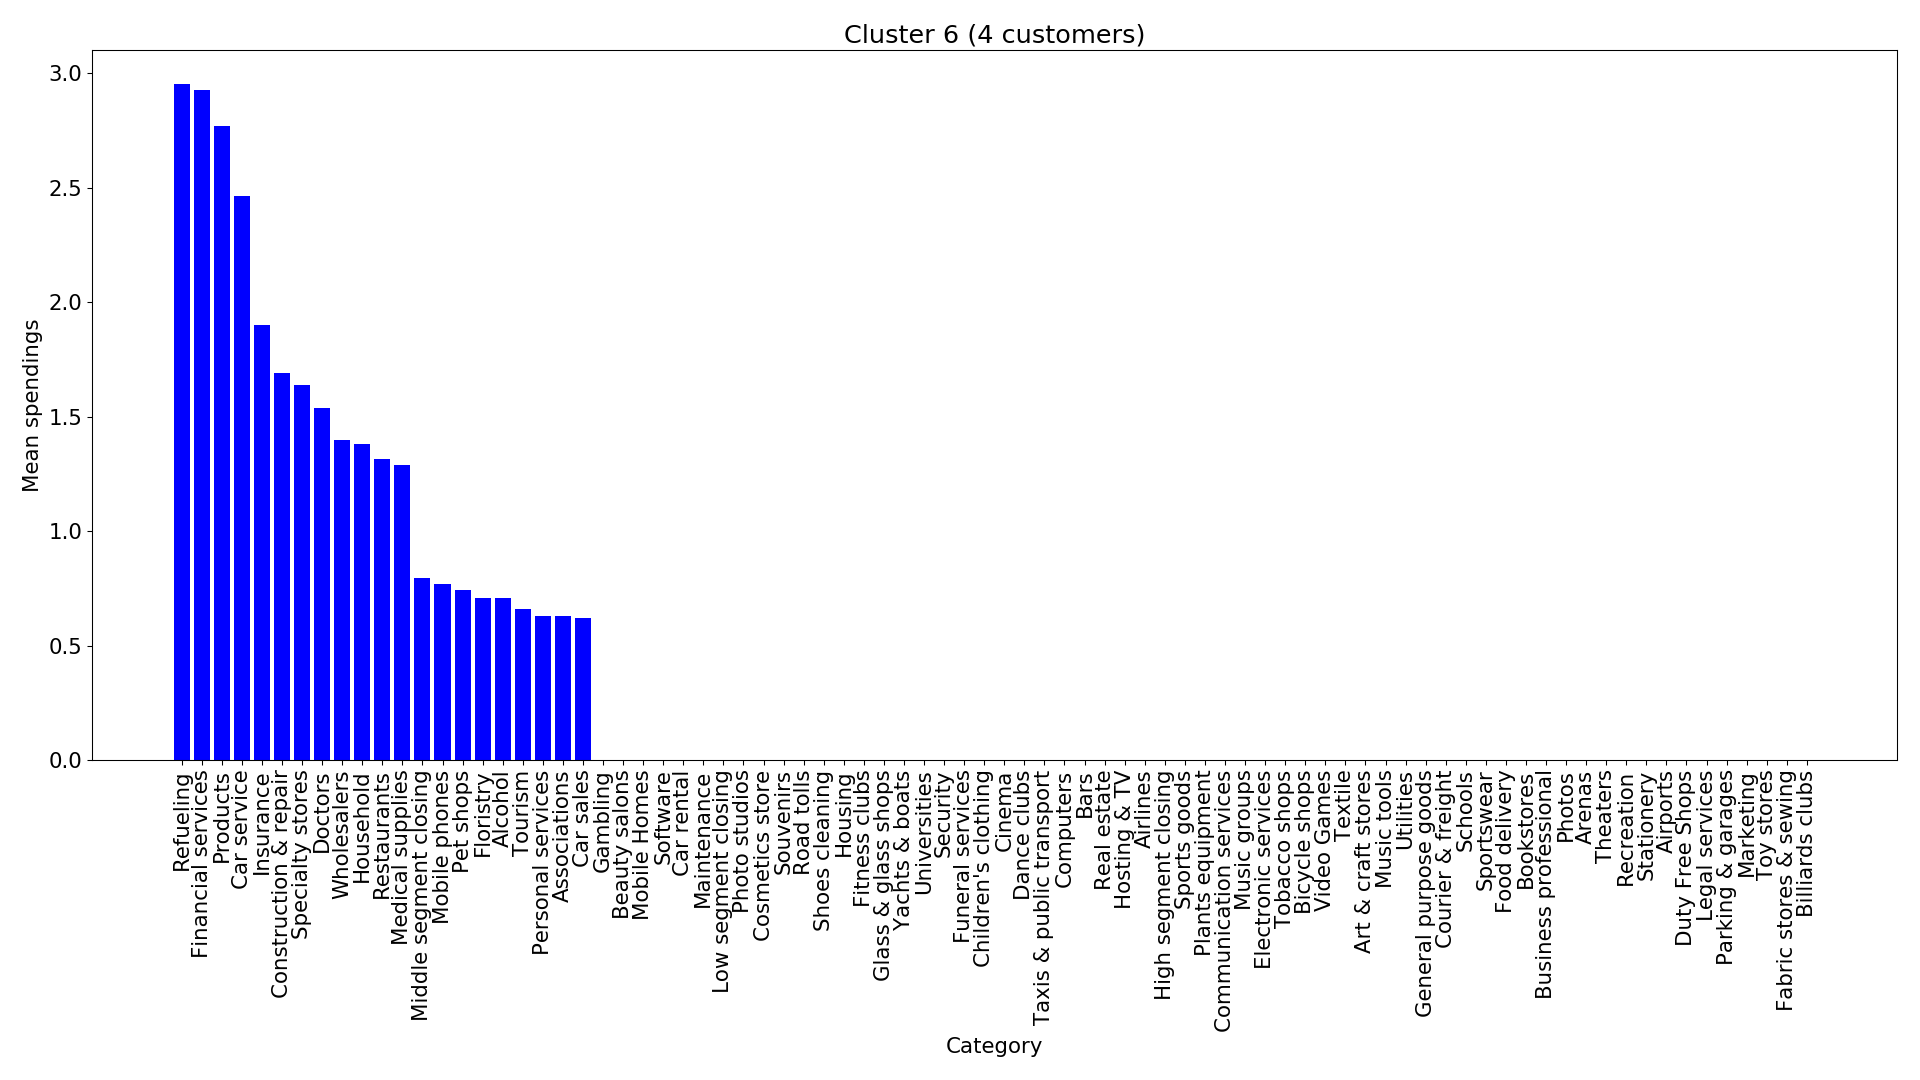 Cluster 6 (4 customers)
Mean spendings
3.0
2.5
2.0
1.5
1.0
0.5
0.0
Refueling
Financial services
Products
Car service
Insurance
Construction & repair
Specialty stores
Doctors
Wholesalers
Household
Restaurants
Medical supplies
Middle segment closing
Mobile phones
Pet shops
Floristry
Alcohol
Tourism
Personal services
Associations
Car sales
Gambling
Beauty salons
Mobile Homes
Software
Car rental
Maintenance
Low segment closing
Photo studios
Cosmetics store
Souvenirs
Road tolls
Shoes cleaning
Housing
Fitness clubs
Glass & glass shops
Yachts & boats
Universities
Security
Funeral services
Children's clothing
Cinema
Dance clubs
Taxis & public transport
Computers
Bars
Real estate
Hosting & TV
Airlines
High segment closing
Sports goods
Plants equipment
Communication services
Music groups
Electronic services
Tobacco shops
Bicycle shops
Video Games
Textile
Art & craft stores
Music tools
Utilities
General purpose goods
Courier & freight
Schools
Sportswear
Food delivery
Bookstores
Business professional
Photos
Arenas
Theaters
Recreation
Stationery
Airports
Duty Free Shops
Legal services
Parking & garages
Marketing
Toy stores
Fabric stores & sewing
Billiards clubs
Category